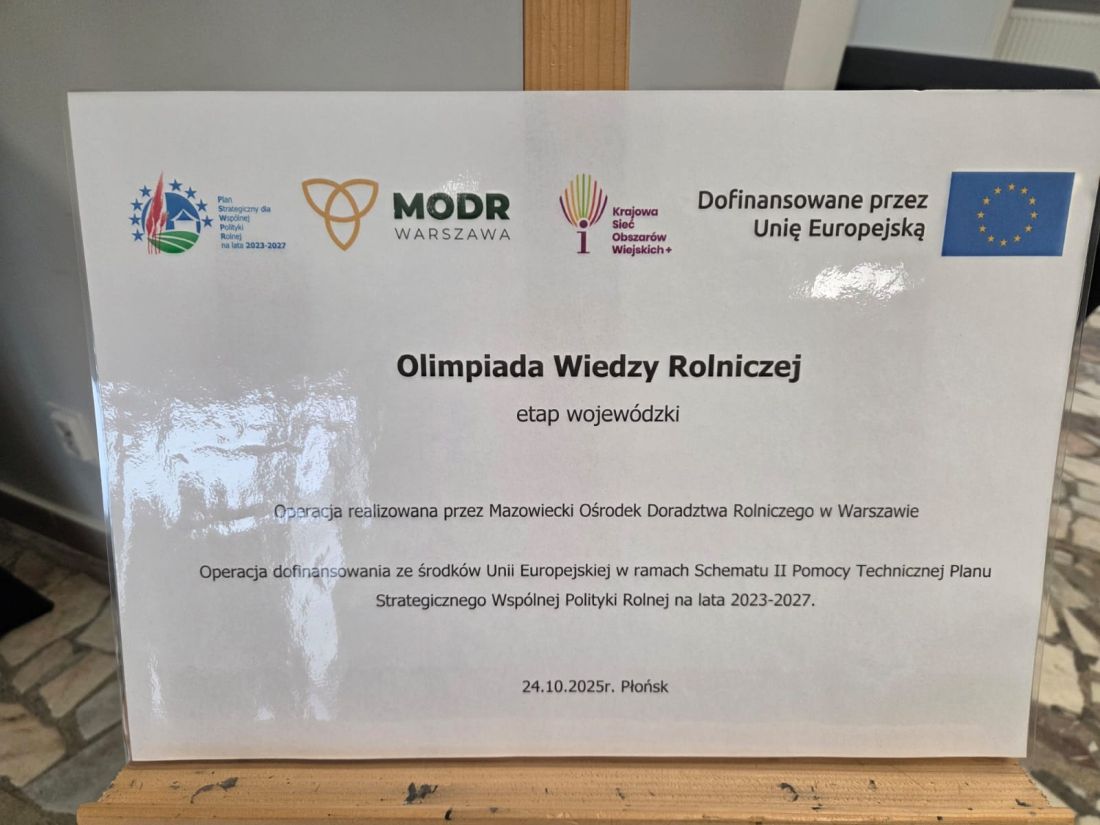 Plan
Strategiczny dla
Wspólnej
Polityki
Rolnej
na lata 2023-2027
MODR
WARSZAWA
Krajowa
Sieć
Obszarów
Wiejskich+
Dofinansowane przez
Unię Europejską
Olimpiada Wiedzy Rolniczej
etap wojewódzki
Operacja realizowana przez Mazowiecki Ośrodek Doradztwa Rolniczego w Warszawie
Operacja dofinansowania ze środków Unii Europejskiej w ramach Schematu II Pomocy Technicznej Planu
Strategicznego Wspólnej Polityki Rolnej na lata 2023-2027.
24.10.2025r. Płońsk